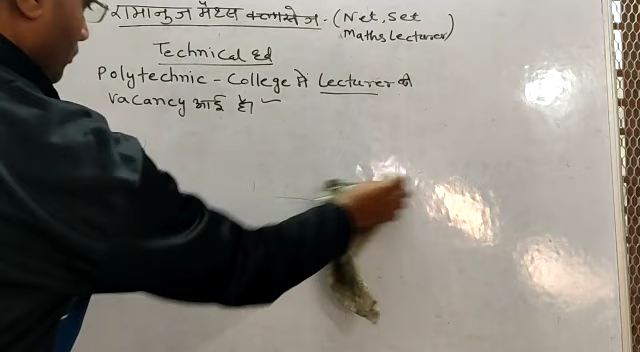 रामानुज मैथ्स क्लासेज - (Net, Set
Maths Lecturer)
Technical Ed
Polytechnic - College में Lecturer की
vacancy आई है।